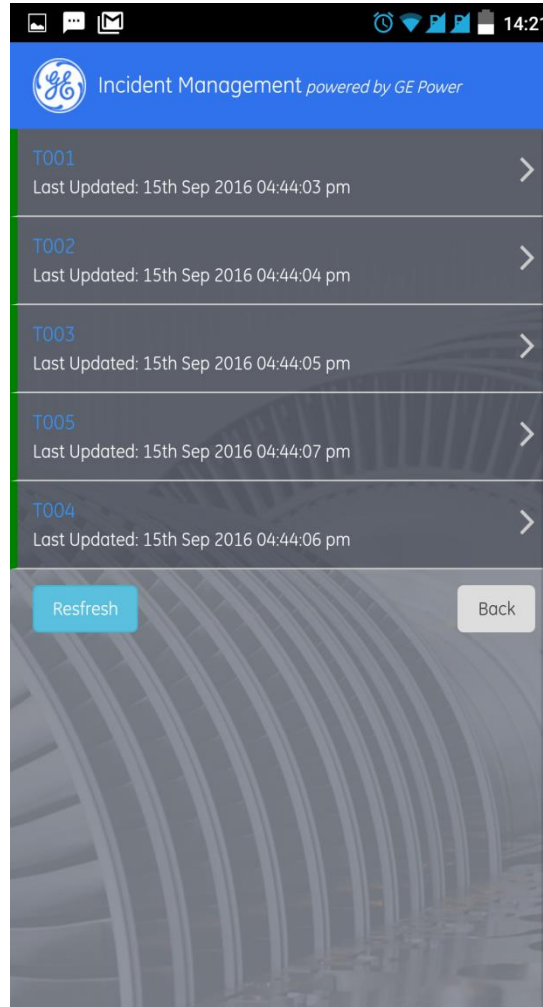 14:21
GE
Incident Management powered by GE Power
T001
Last Updated: 15th Sep 2016 04:44:03 pm
T002
Last Updated: 15th Sep 2016 04:44:04 pm
T003
Last Updated: 15th Sep 2016 04:44:05 pm
T005
Last Updated: 15th Sep 2016 04:44:07 pm
T004
Last Updated: 15th Sep 2016 04:44:06 pm
Resfresh
Back